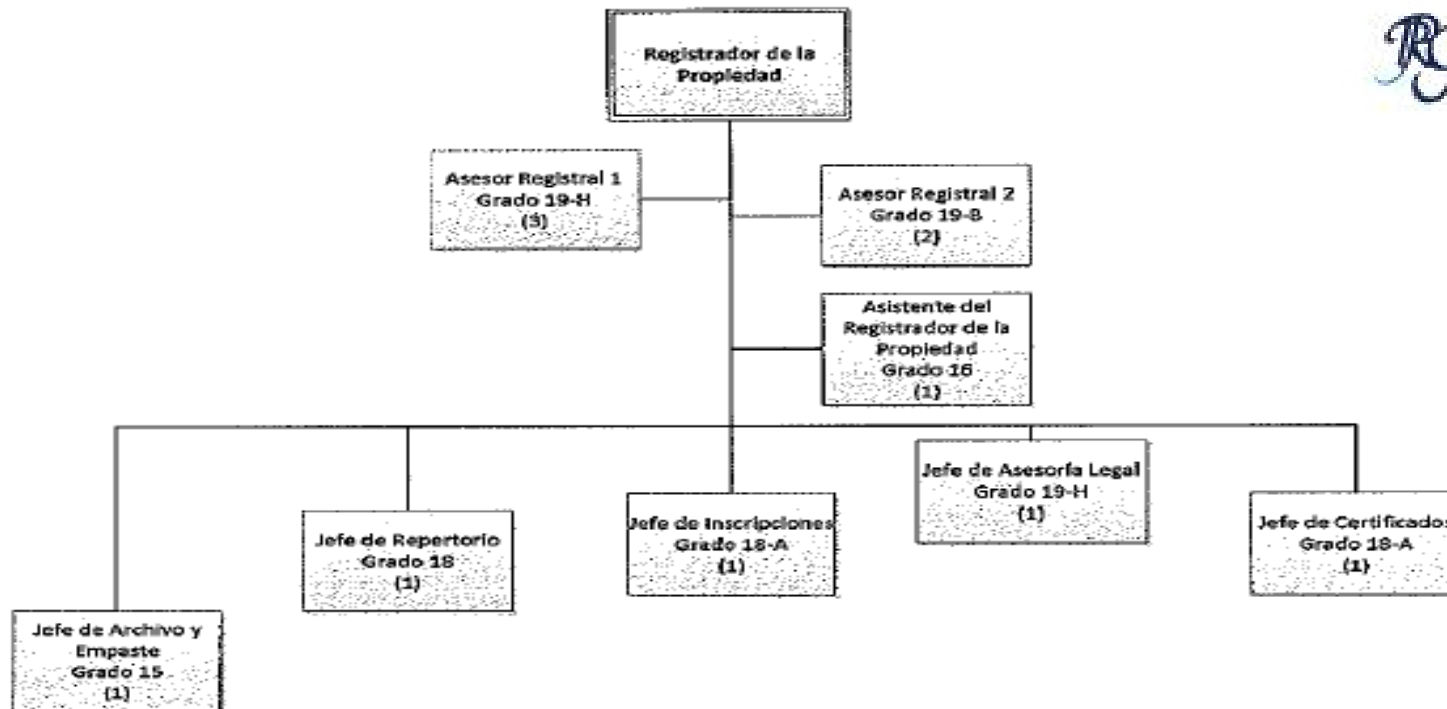 Registrador de la
Propiedad
Asesor Registral 1
Grado 19-H
(3)
Asesor Registral 2
Grado 19-B
(2)
Asistente del
Registrador de la
Propiedad
Grado 16
(1)
Jefe de Asesoría Legal
Grado 19-H
(1)
Jefe de Inscripciones
Grado 18-A
(1)
Jefe de Certificados
Grado 18-A
(1)
Jefe de Repertorio
Grado 18
(1)
Jefe de Archivo y
Empaste
Grado 15
(1)